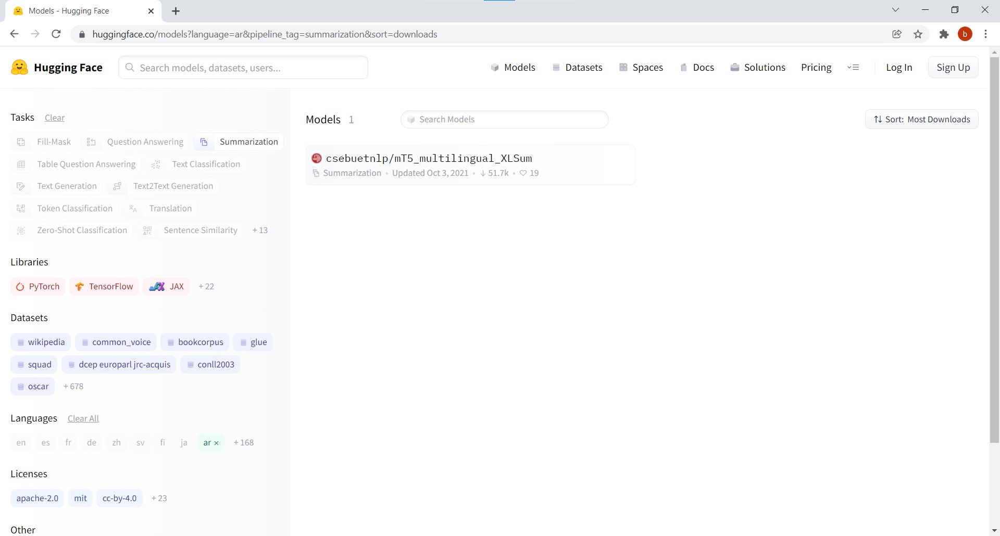 Models - Hugging Face
huggingface.co/models?language=ar&pipeline_tag=summarization&sort=downloads
b
Hugging Face
Search models, datasets, users...
Models Datasets Spaces Docs Solutions Pricing Log In Sign Up
Tasks Clear
Fill-Mask Question Answering Summarization
Table Question Answering Text Classification
Text Generation Text2Text Generation
Token Classification Translation
Zero-Shot Classification Sentence Similarity + 13
Libraries
PyTorch TensorFlow JAX + 22
Datasets
wikipedia common_voice bookcorpus glue
squad dcep europarl jrc-acquis conll2003
oscar + 678
Languages Clear All
en es fr de zh sv fi ja ar × + 168
Licenses
apache-2.0 mit cc-by-4.0 + 23
Other
Models 1 Search Models Sort: Most Downloads
csebuetnlp/mT5_multilingual_XLSum
Summarization • Updated Oct 3, 2021 • ↓ 51.7k • ♡ 19